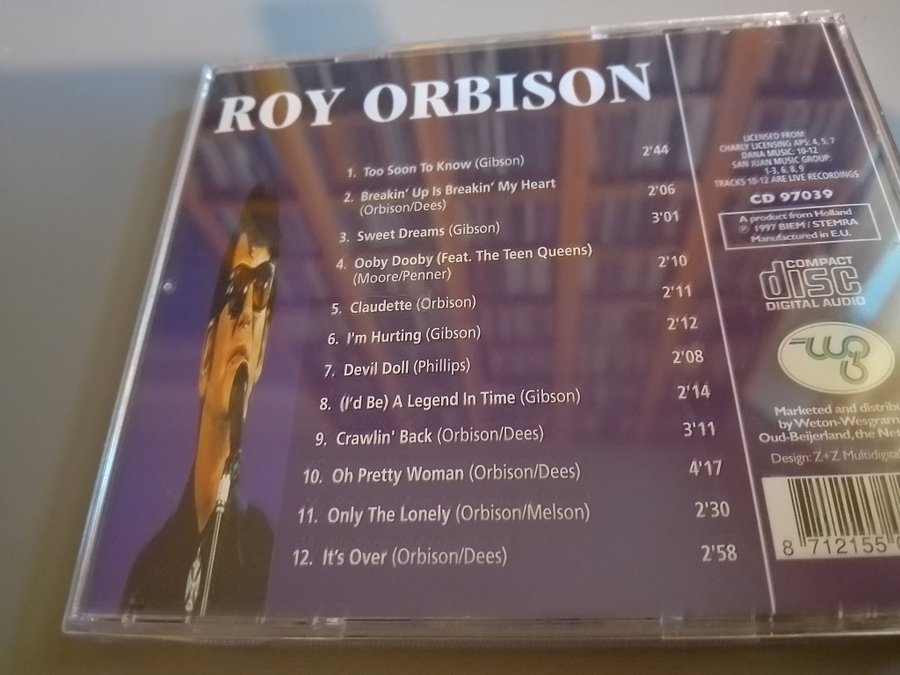 ROY ORBISON
1. Too Soon To Know (Gibson) 2'44
2. Breakin' Up Is Breakin' My Heart 2'06
(Orbison/Dees)
3. Sweet Dreams (Gibson) 3'01
4. Ooby Dooby (Feat. The Teen Queens) 2'10
(Moore/Penner)
5. Claudette (Orbison) 2'11
6. I'm Hurting (Gibson) 2'12
7. Devil Doll (Phillips) 2'08
8. (I'd Be) A Legend In Time (Gibson) 2'14
9. Crawlin' Back (Orbison/Dees) 3'11
10. Oh Pretty Woman (Orbison/Dees) 4'17
11. Only The Lonely (Orbison/Melson) 2'30
12. It's Over (Orbison/Dees) 2'58
LICENSED FROM:
CHARLY LICENSING APS: 4, 5, 7
DANA MUSIC: 10-12
SAN JUAN MUSIC GROUP:
1-3, 6, 8, 9
TRACKS 10-12 ARE LIVE RECORDINGS
CD 97039
A product from Holland
℗ 1997 BIEM / STEMRA
Manufactured in E.U.
COMPACT
disc
DIGITAL AUDIO
Marketed and distribu
by Weton-Wesgram
Oud-Beijerland, the Net
Design: Z+Z Multidigita
8 712155